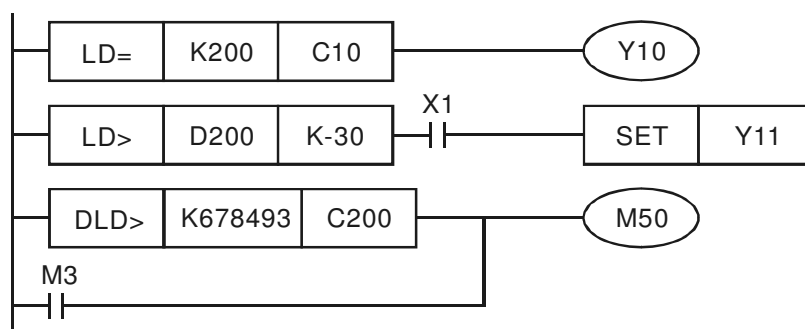 LD= K200 C10 Y10
X1
LD> D200 K-30 SET Y11
DLD> K678493 C200 M50
M3